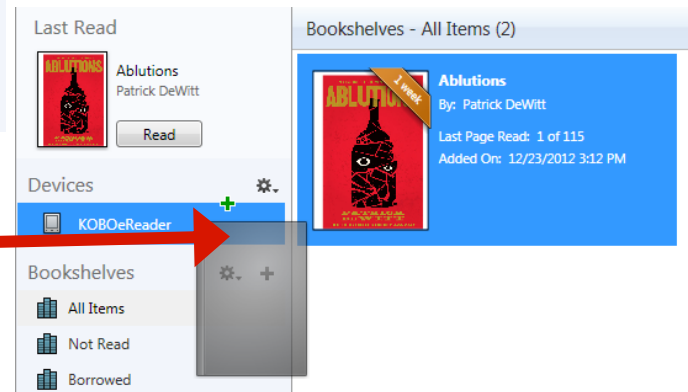 Last Read
ABLUTIONS
Ablutions
Patrick DeWitt
Read
Devices
KOBOeReader
Bookshelves
All Items
Not Read
Borrowed
Bookshelves - All Items (2)
1 week
Ablutions
By: Patrick DeWitt
Last Page Read: 1 of 115
Added On: 12/23/2012 3:12 PM